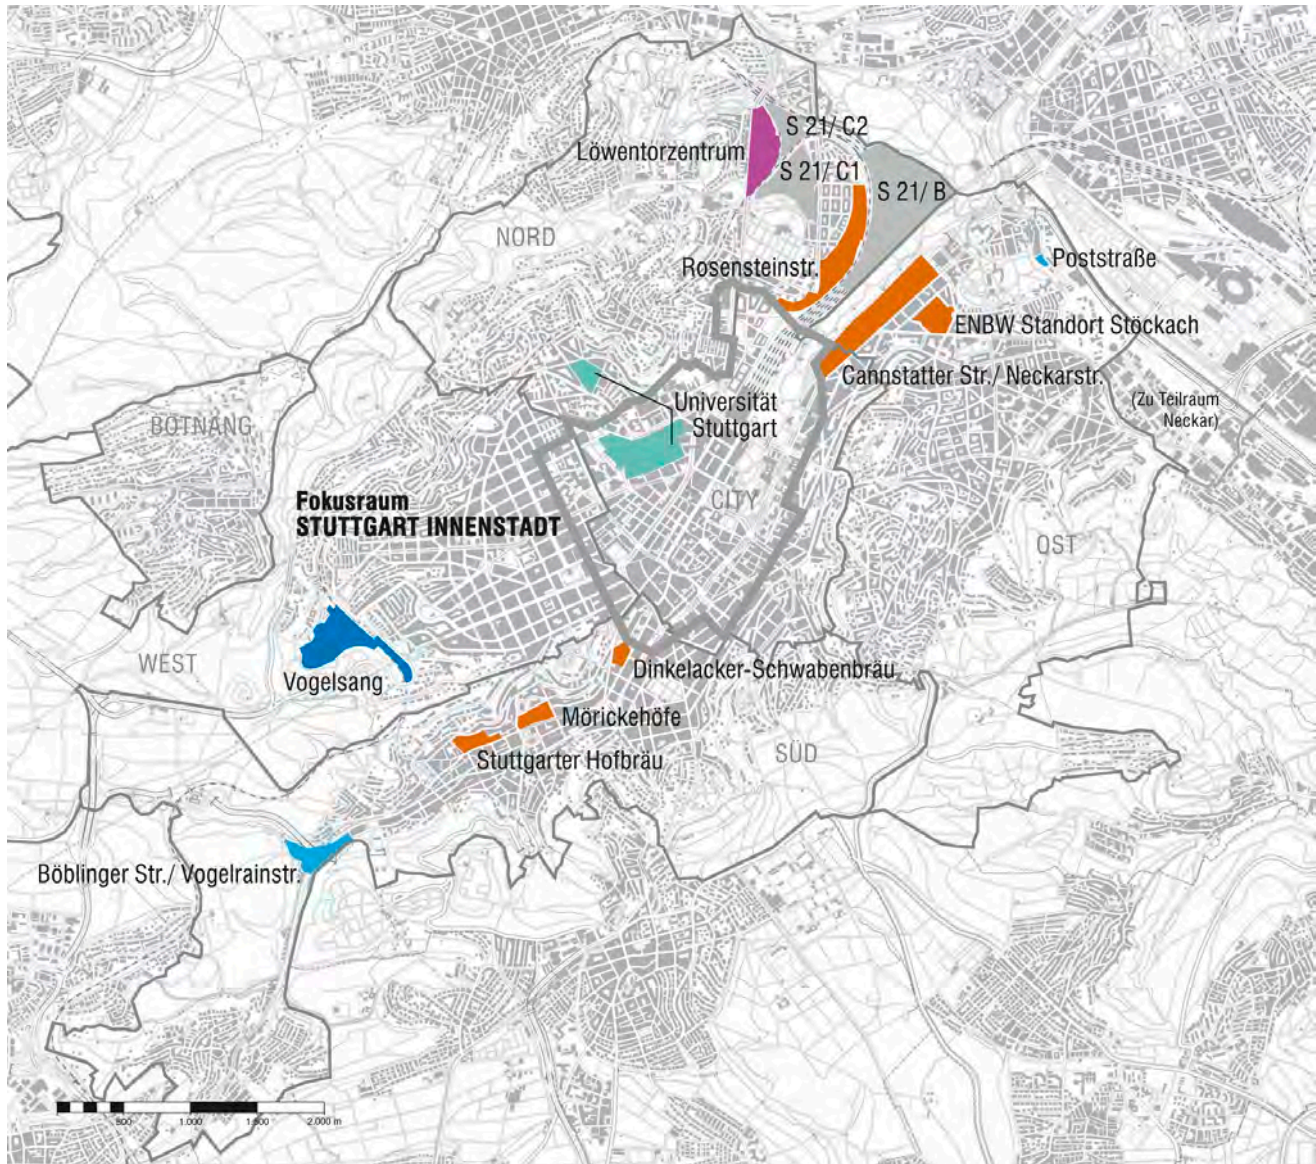 S 21/ C2
Löwentorzentrum
S 21/ C1
S 21/ B
NORD
Rosensteinstr.
Poststraße
ENBW Standort Stöckach
Cannstatter Str./ Neckarstr.
(Zu Teilraum
Neckar)
Universität
Stuttgart
BOTNANG
Fokusraum
STUTTGART INNENSTADT
CITY
OST
WEST
Vogelsang
Dinkelacker-Schwabenbräu
Mörickehöfe
Stuttgarter Hofbräu
SÜD
Böblinger Str./ Vogelrainstr.
500 1.000 1.500 2.000 m